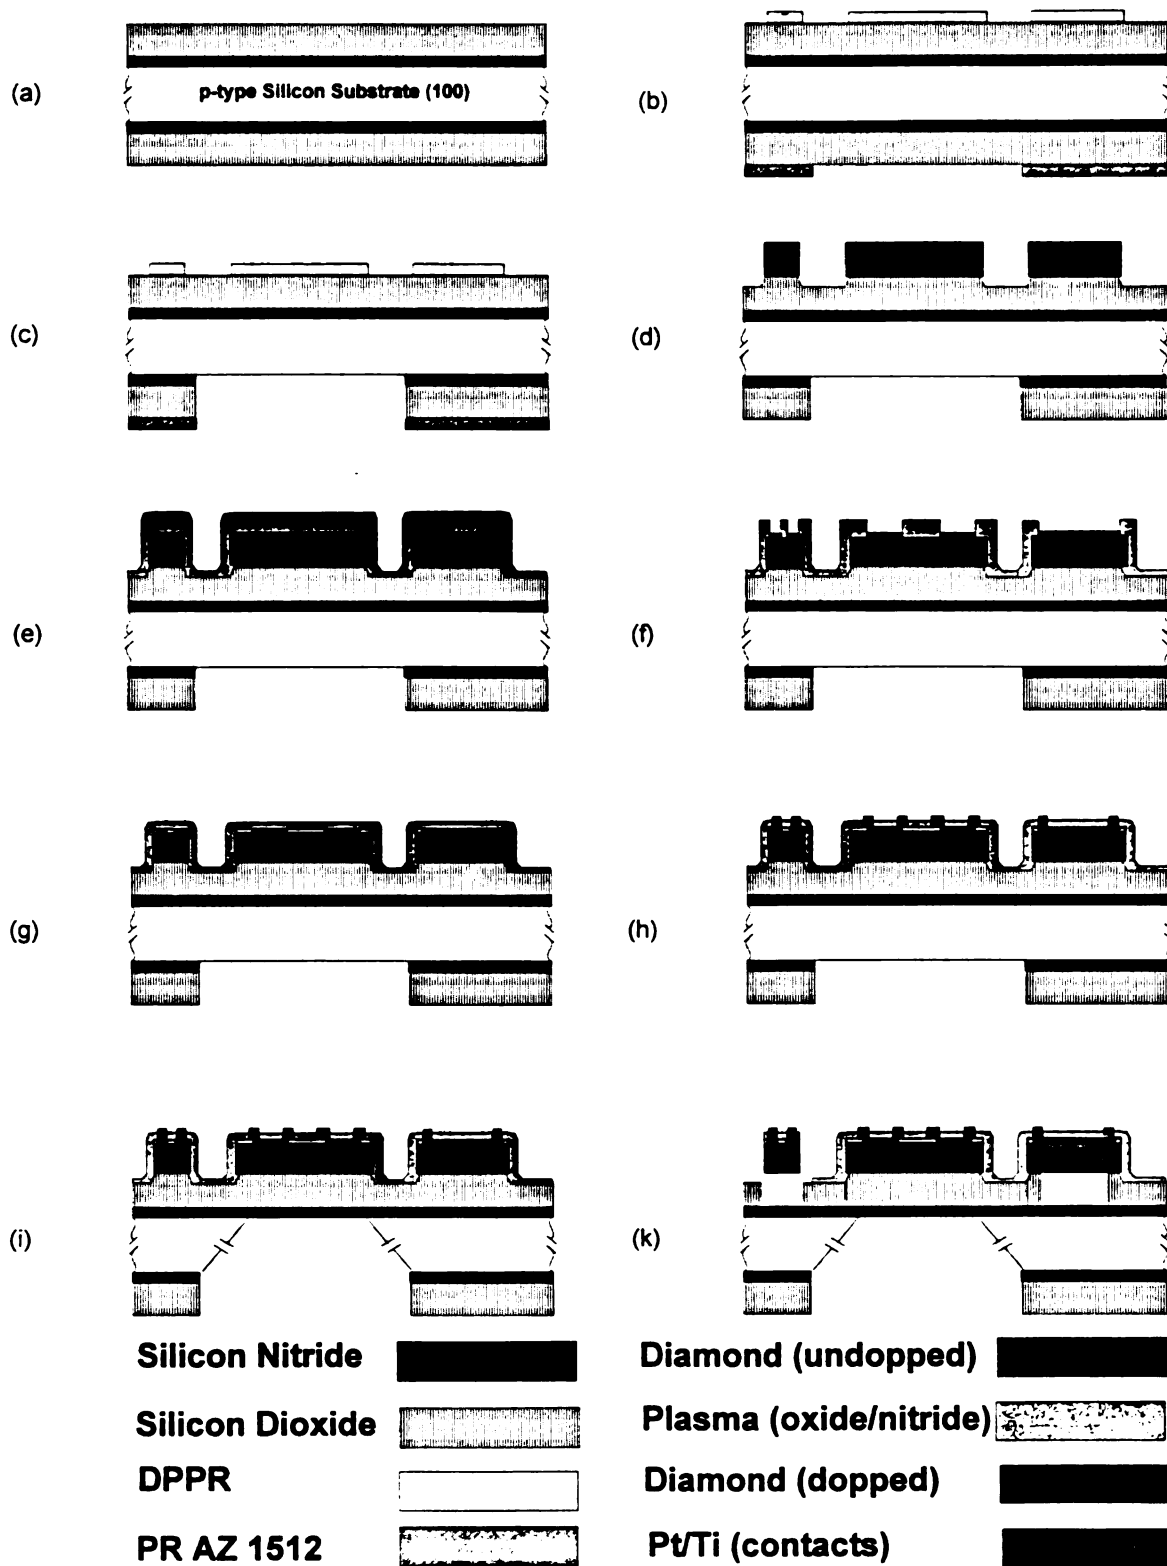 (a)
p-type Silicon Substrate (100)
(b)
(c)
(d)
(e)
(f)
(g)
(h)
(i)
(k)
Silicon Nitride
Diamond (undopped)
Silicon Dioxide
Plasma (oxide/nitride)
DPPR
Diamond (dopped)
PR AZ 1512
Pt/Ti (contacts)